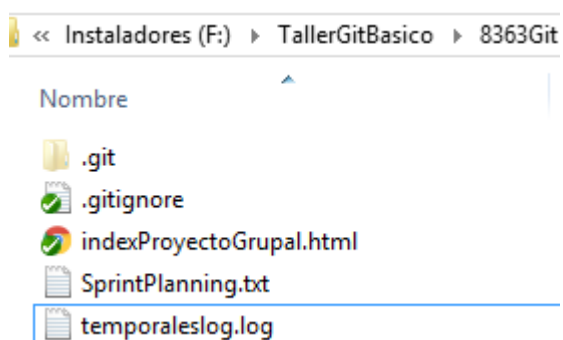 « Instaladores (F:) ▸ TallerGitBasico ▸ 8363Git
Nombre
.git
.gitignore
indexProyectoGrupal.html
SprintPlanning.txt
temporaleslog.log